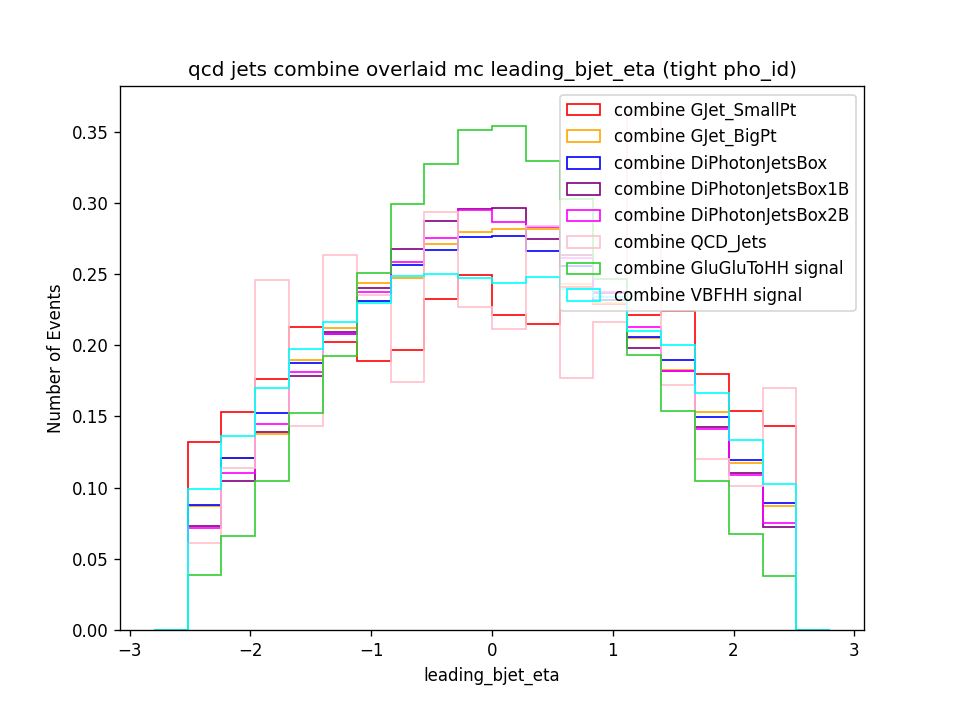 qcd jets combine overlaid mc leading_bjet_eta (tight pho_id)
combine GJet_SmallPt
combine GJet_BigPt
combine DiPhotonJetsBox
combine DiPhotonJetsBox1B
combine DiPhotonJetsBox2B
combine QCD_Jets
combine GluGluToHH signal
combine VBFHH signal
Number of Events
0.35
0.30
0.25
0.20
0.15
0.10
0.05
0.00
−3
−2
−1
0
1
2
3
leading_bjet_eta